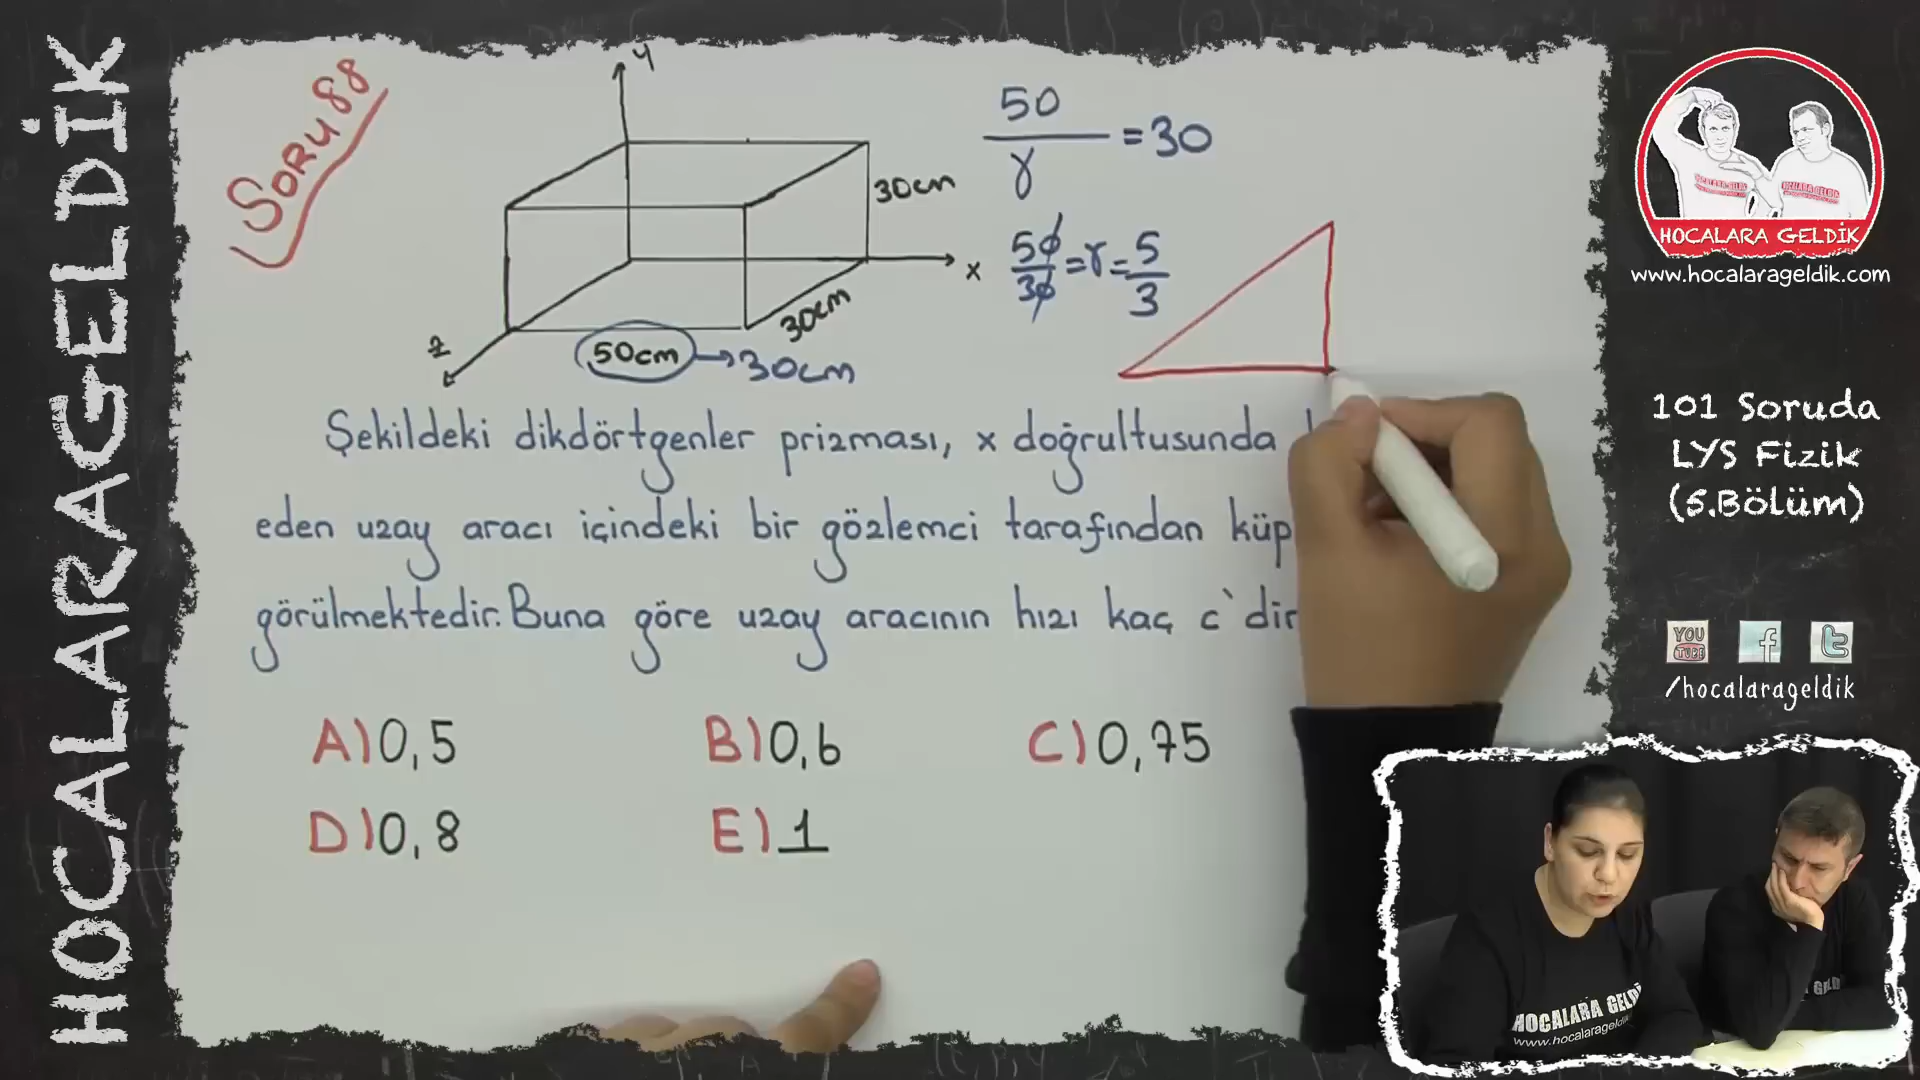 HOCALARAGELDİK
SORU 88
y
x
z
30cm
30cm
50cm → 30cm
50/γ = 30
50/30 = γ = 5/3
Şekildeki dikdörtgenler prizması, x doğrultusunda
eden uzay aracı içindeki bir gözlemci tarafından küp
görülmektedir. Buna göre uzay aracının hızı kaç c`dir
A) 0,5
B) 0,6
C) 0,75
D) 0,8
E) 1
HOCALARA GELDİK
www.hocalarageldik.com
101 Soruda
LYS Fizik
(5.Bölüm)
YOU
TUBE
f
t
/hocalarageldik
HOCALARA GELDİ
www.hocalarageldik